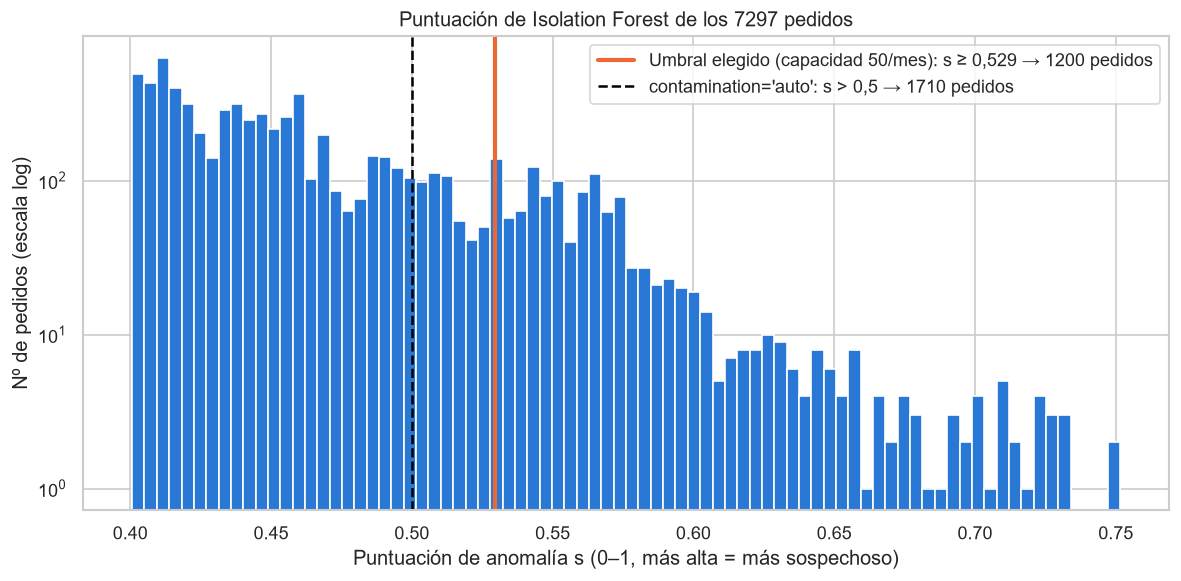 Puntuación de Isolation Forest de los 7297 pedidos
Umbral elegido (capacidad 50/mes): s ≥ 0,529 → 1200 pedidos
contamination='auto': s > 0,5 → 1710 pedidos
Nº de pedidos (escala log)
10²
10¹
10⁰
0.40 0.45 0.50 0.55 0.60 0.65 0.70 0.75
Puntuación de anomalía s (0–1, más alta = más sospechoso)